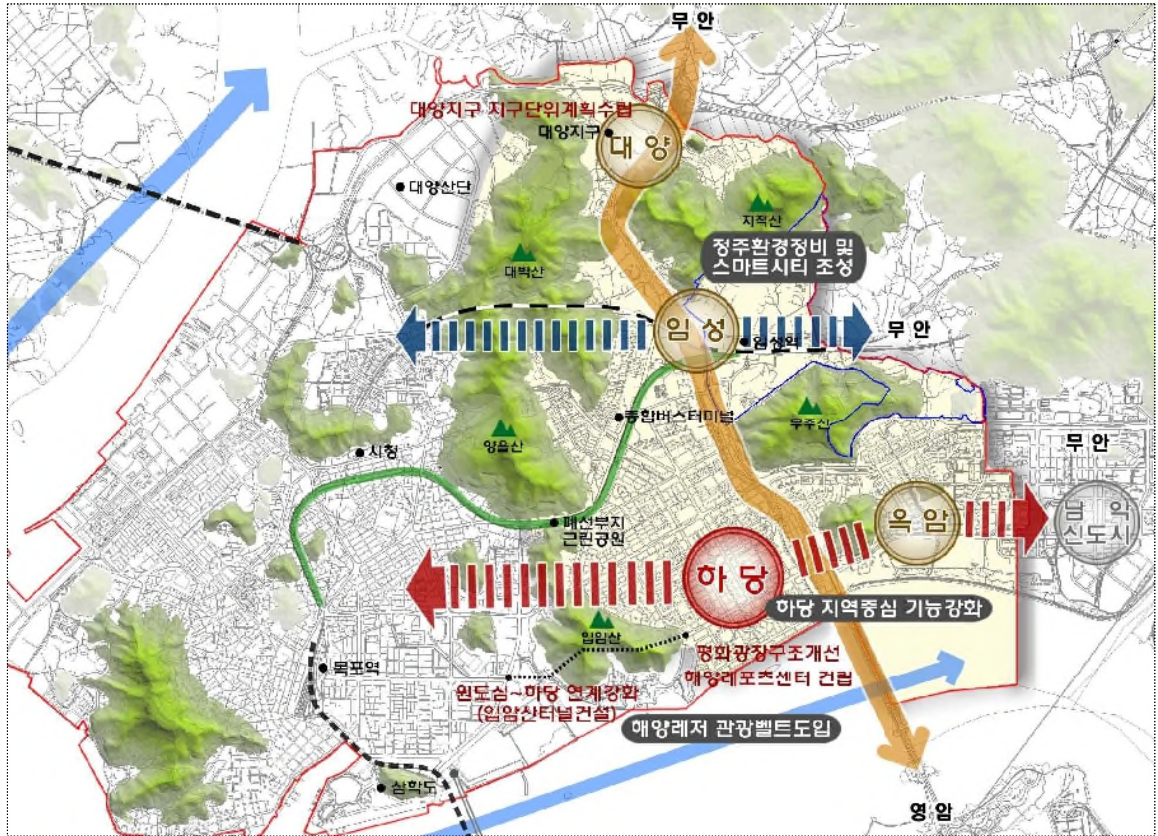 무안
대양지구 지구단위계획수립
대양지구
대양
대양산단
지적산
정주환경정비 및
스마트시티 조성
대박산
임성
임성역
무안
종합버스터미널
부주산
무안
양을산
시청
옥암
남악
신도시
폐선부지
근린공원
하당
하당 지역중심 기능강화
입암산
평화광장구조개선
해양레포츠센터 건립
목포역
원도심~하당 연계강화
(입암산터널건설)
해양레저 관광벨트도입
삼학도
영암